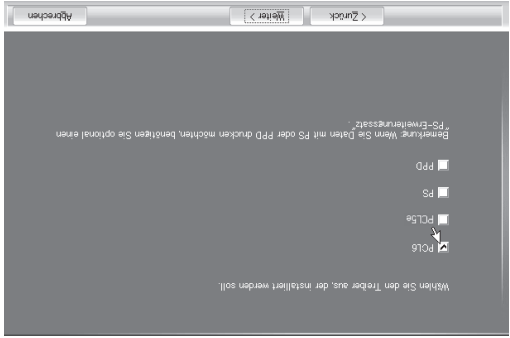 Wählen Sie den Treiber aus, der installiert werden soll.
PCL6
PCL5e
PS
PPD
Bemerkung: Wenn Sie Daten mit PS oder PPD drucken möchten, benötigen Sie optional einen
"PS-Erweiterungssatz".
< Zurück
Weiter >
Abbrechen